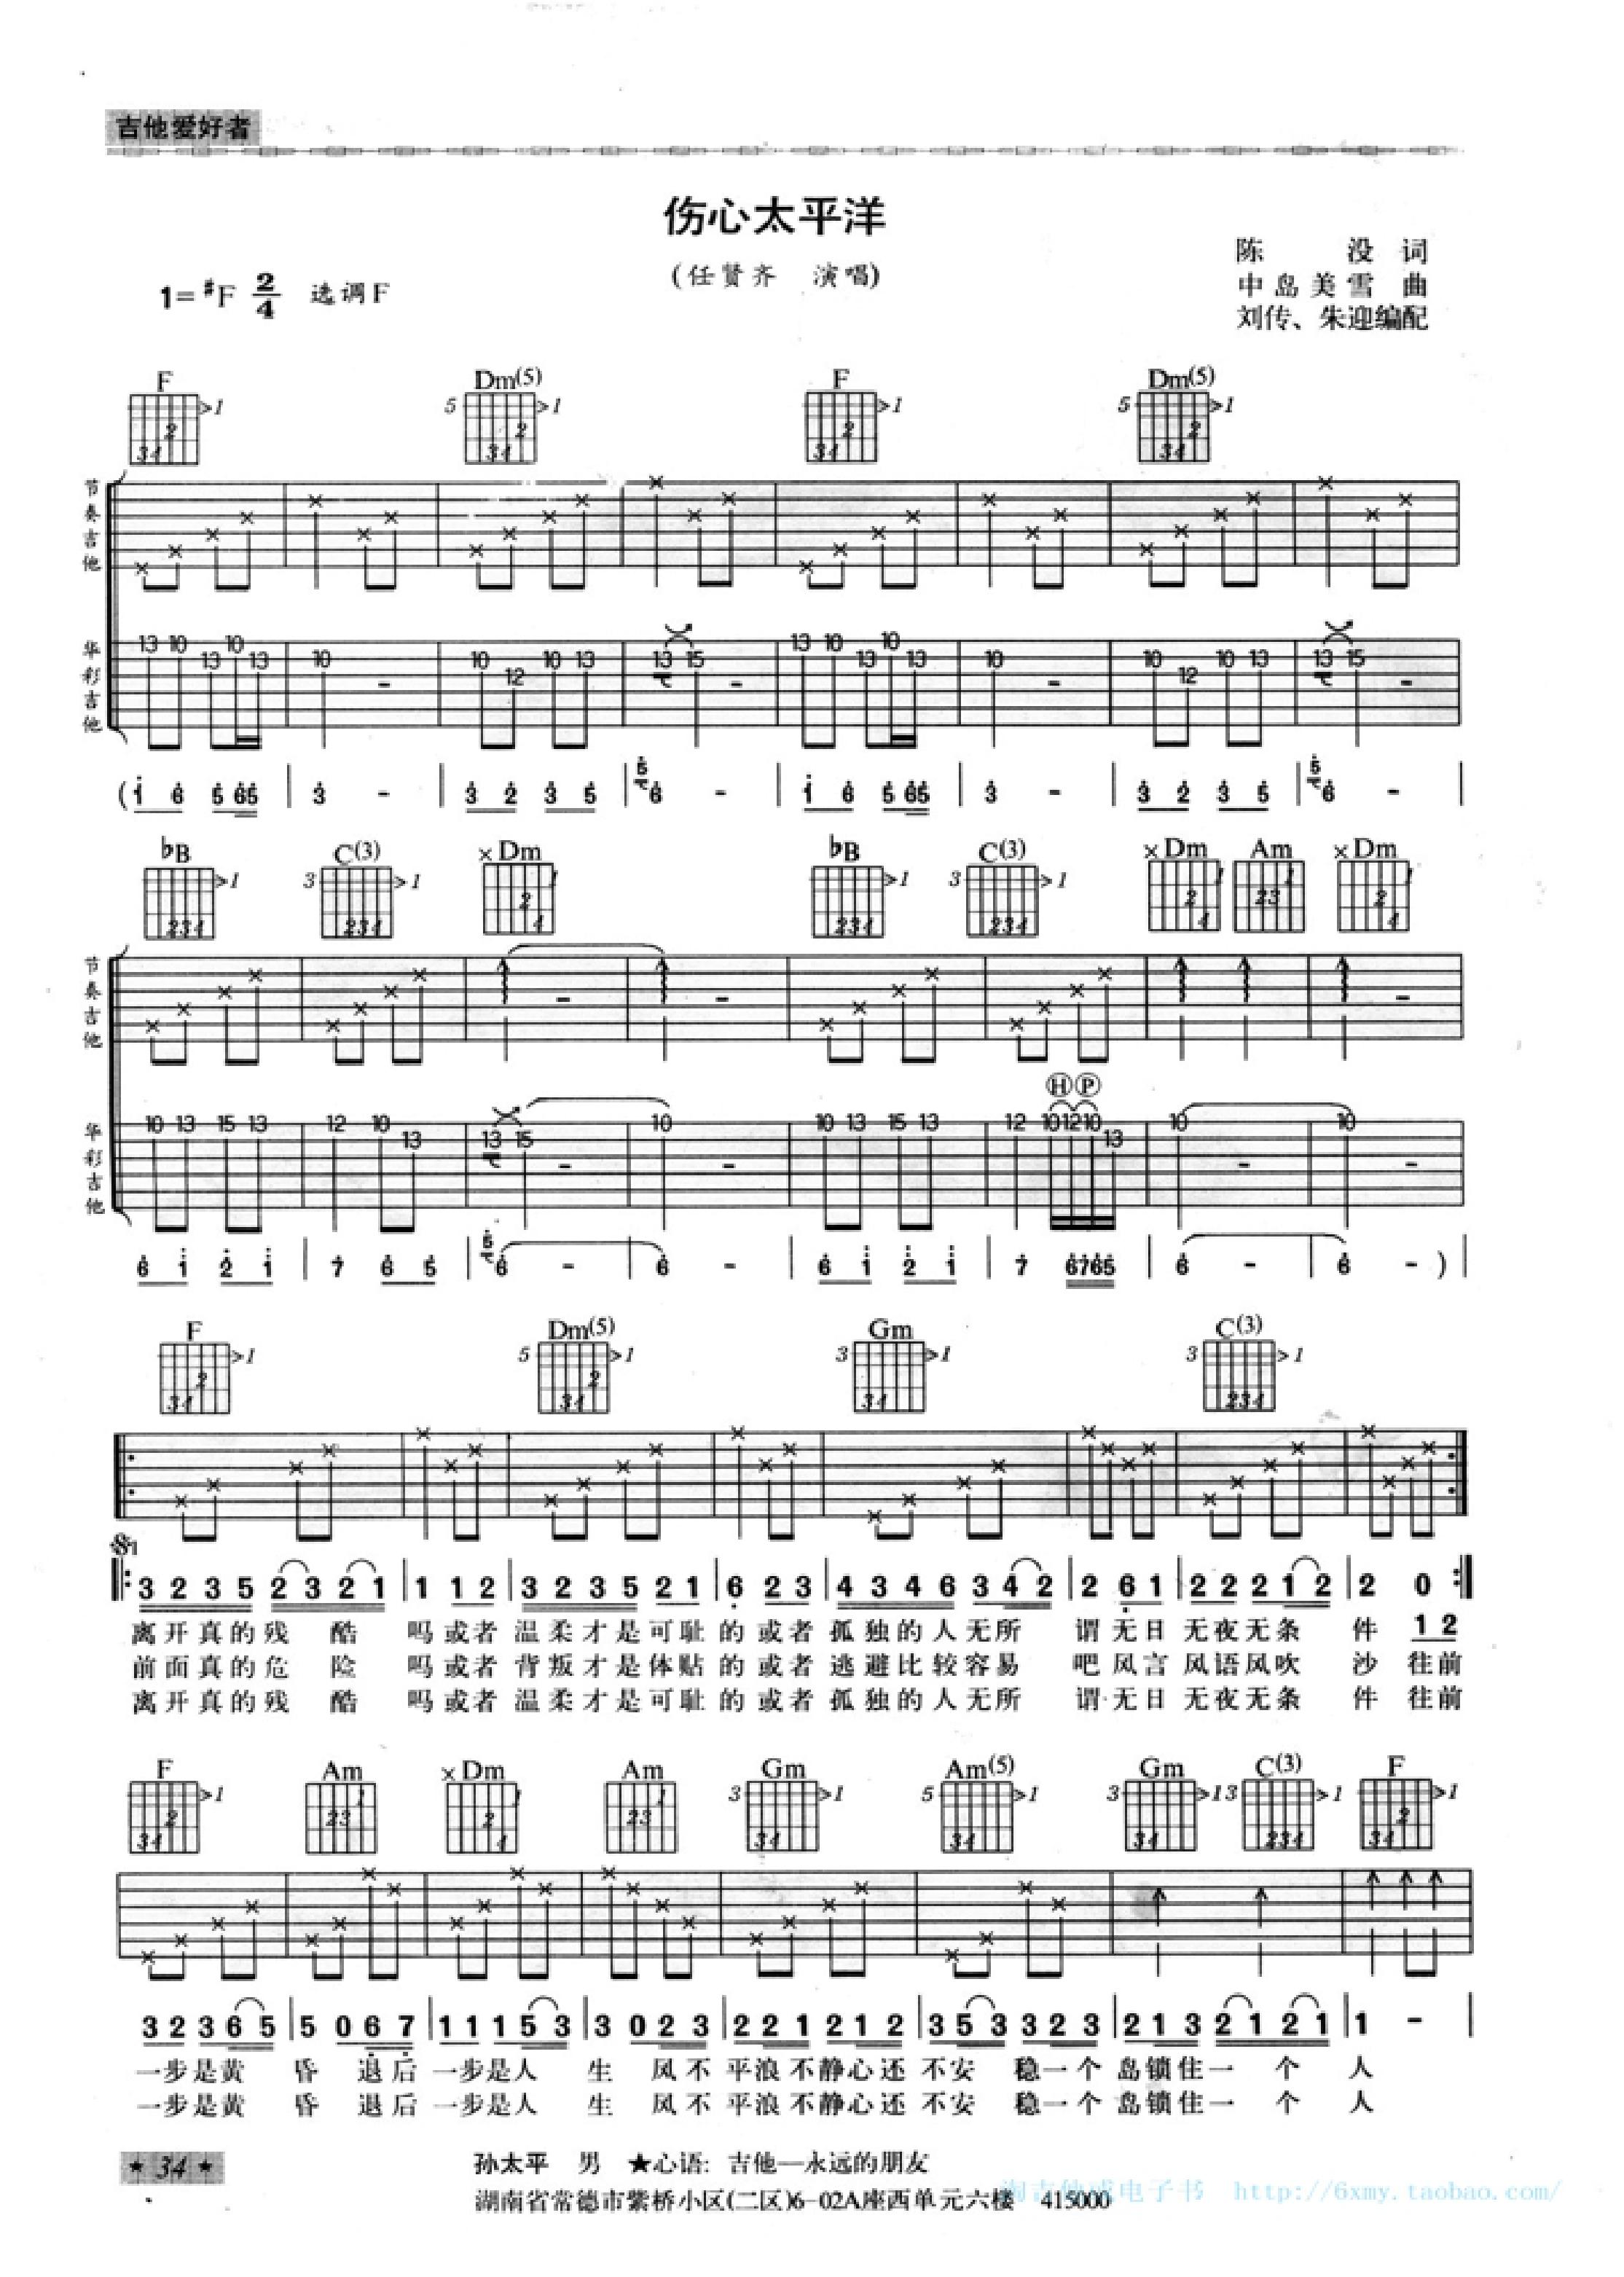 吉他爱好者
伤心太平洋
(任贤齐 演唱)
陈 没 词
中岛美雪 曲
刘传、朱迎编配
1=#F 2/4 选调F
F Dm(5) F Dm(5)
节奏吉他
华彩吉他
13 10 13 10 13 10 10 12 10 13 13 15 13 10 13 10 13 10 10 12 10 13 13 15
(1 6 5 65 | 3 - | 3 2 3 5 | 5 6 - | 1 6 5 65 | 3 - | 3 2 3 5 | 5 6 - |
bB C(3) ×Dm bB C(3) ×Dm Am ×Dm
节奏吉他
H P
华彩吉他
10 13 15 13 12 10 13 13 15 10 10 13 15 13 12 10 12 10 13 10 10
6 1 2 1 | 7 6 5 | 5 6 - | 6 - | 6 1 2 1 | 7 6765 | 6 - | 6 - ) |
F Dm(5) Gm C(3)
𝄋1
3 2 3 5 2 3 2 1 | 1 1 2 | 3 2 3 5 2 1 | 6 2 3 | 4 3 4 6 3 4 2 | 2 6 1 | 2 2 2 1 2 | 2 0 :|
离开真的残 酷 吗或者 温柔才是可耻 的或者 孤独的人无所 谓无日 无夜无条 件 1 2
前面真的危 险 吗或者 背叛才是体贴 的或者 逃避比较容易 吧风言 风语风吹 沙 往前
离开真的残 酷 吗或者 温柔才是可耻 的或者 孤独的人无所 谓无日 无夜无条 件 往前
F Am ×Dm Am Gm Am(5) Gm C(3) F
3 2 3 6 5 | 5 0 6 7 | 1 1 1 5 3 | 3 0 2 3 | 2 2 1 2 1 2 | 3 5 3 3 2 3 | 2 1 3 2 1 2 1 | 1 - |
一步是黄 昏 退后 一步是人 生 风不 平浪不静心还 不安 稳一个 岛锁住一 个 人
一步是黄 昏 退后 一步是人 生 风不 平浪不静心还 不安 稳一个 岛锁住一 个 人
★ 34 ★
孙太平 男 ★心语: 吉他—永远的朋友
湖南省常德市紫桥小区(二区)6-02A座西单元六楼 415000
淘吉他威电子书 http://6xmy.taobao.com/